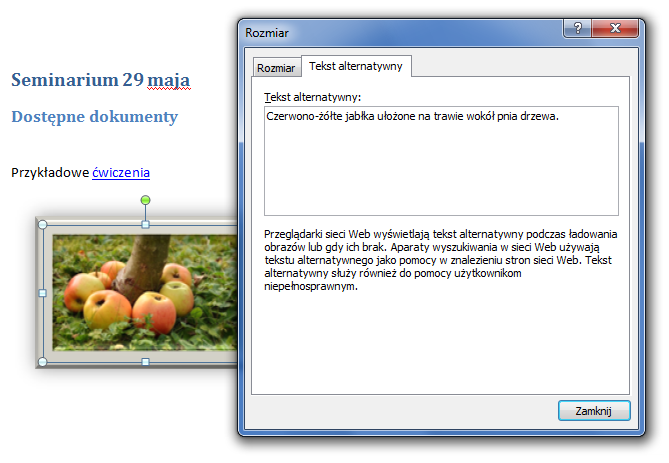 Seminarium 29 maja
Dostępne dokumenty
Przykładowe ćwiczenia
Rozmiar
Rozmiar
Tekst alternatywny
Tekst alternatywny:
Czerwono-żółte jabłka ułożone na trawie wokół pnia drzewa.
Przeglądarki sieci Web wyświetlają tekst alternatywny podczas ładowania
obrazów lub gdy ich brak. Aparaty wyszukiwania w sieci Web używają
tekstu alternatywnego jako pomocy w znalezieniu stron sieci Web. Tekst
alternatywny służy również do pomocy użytkownikom
niepełnosprawnym.
Zamknij